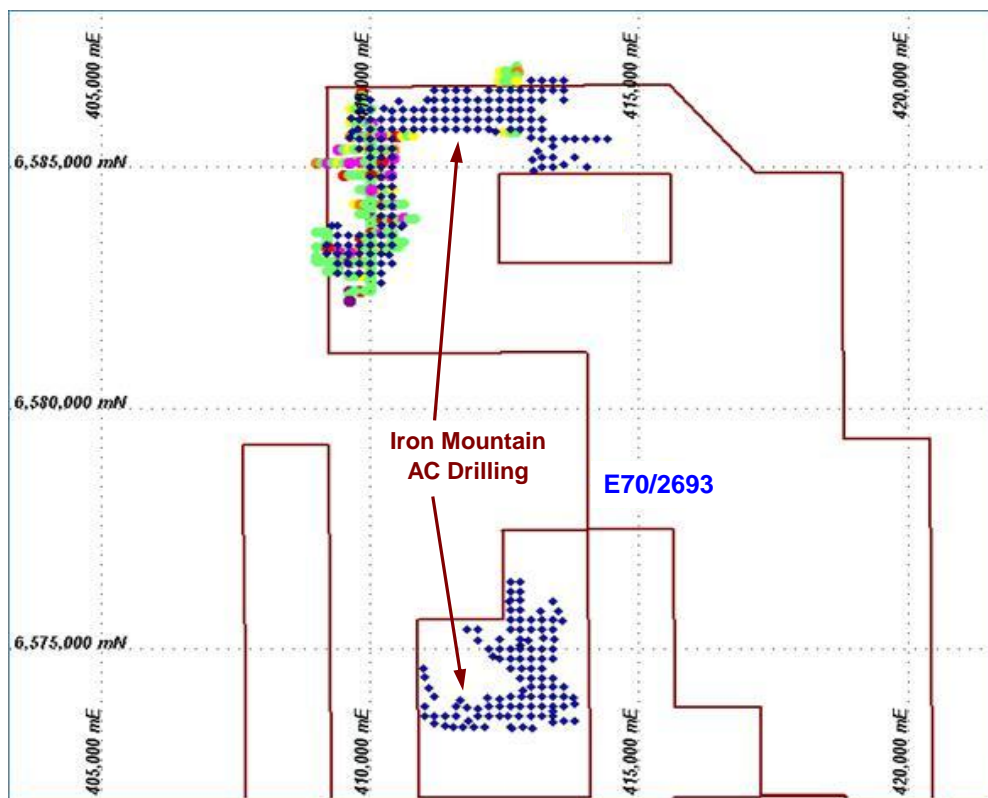 405,000 mE
mE
415,000 mE
420,000 mE
6,585,000 mN
6,580,000 mN
Iron Mountain
AC Drilling
E70/2693
6,575,000 mN
405,000 mE
410,000 mE
415,000 mE
420,000 mE